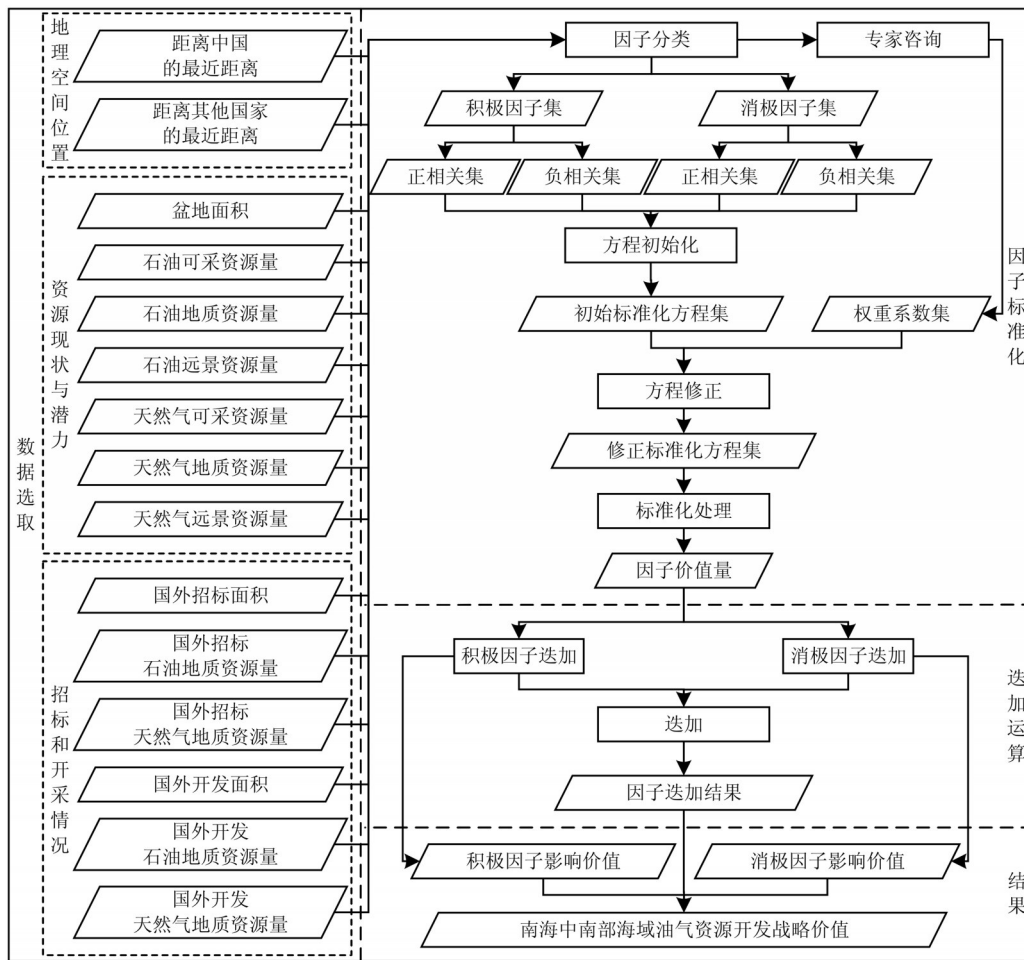 数据选取
地理空间位置
距离中国
的最近距离
距离其他国家
的最近距离
资源现状与潜力
盆地面积
石油可采资源量
石油地质资源量
石油远景资源量
天然气可采资源量
天然气地质资源量
天然气远景资源量
招标和开采情况
国外招标面积
国外招标
石油地质资源量
国外招标
天然气地质资源量
国外开发面积
国外开发
石油地质资源量
国外开发
天然气地质资源量
因子分类
专家咨询
积极因子集
消极因子集
正相关集
负相关集
正相关集
负相关集
方程初始化
初始标准化方程集
权重系数集
方程修正
修正标准化方程集
标准化处理
因子价值量
因子标准化
积极因子迭加
消极因子迭加
迭加
因子迭加结果
迭加运算
积极因子影响价值
消极因子影响价值
南海中南部海域油气资源开发战略价值
结果